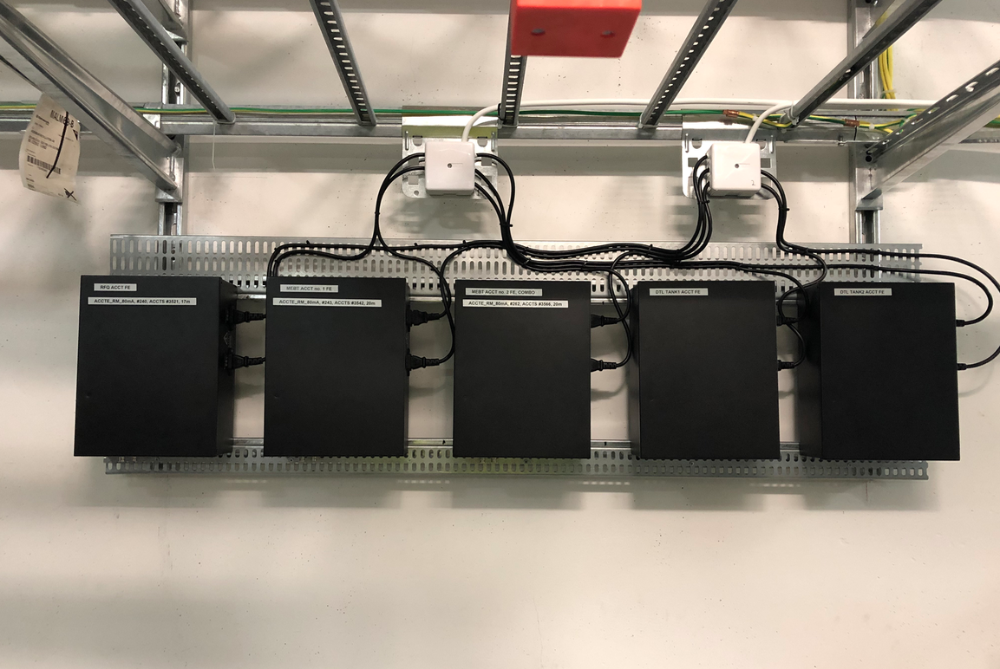 RFQ ACCT FE
ACCTE_RM_80mA, #240, ACCTS #3521, 17m
MEBT ACCT no. 1 FE
ACCTE_RM_80mA, #243, ACCTS #3542, 20m
MEBT ACCT no. 2 FE, COMBO
ACCTE_RM_80mA, #262, ACCTS #3566, 20m
DTL TANK1 ACCT FE
DTL TANK2 ACCT FE